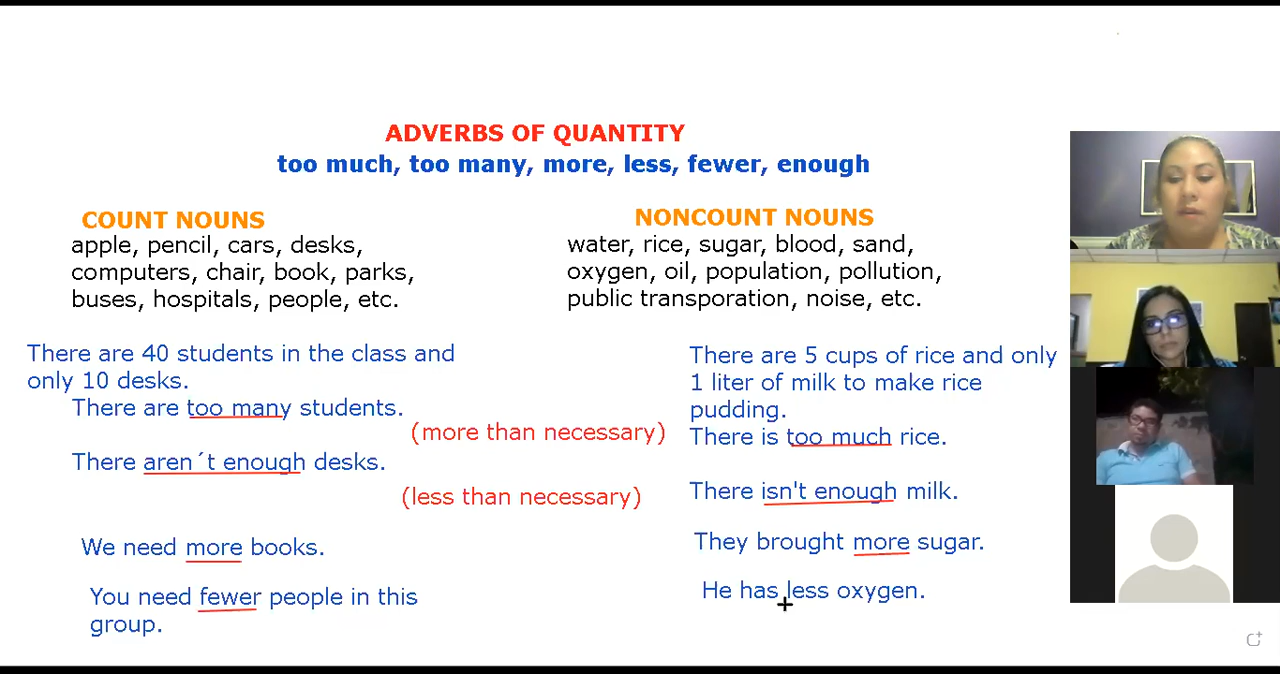 ADVERBS OF QUANTITY
too much, too many, more, less, fewer, enough
COUNT NOUNS
apple, pencil, cars, desks,
computers, chair, book, parks,
buses, hospitals, people, etc.
There are 40 students in the class and
only 10 desks.
There are too many students.
(more than necessary)
There aren´t enough desks.
(less than necessary)
We need more books.
You need fewer people in this
group.
NONCOUNT NOUNS
water, rice, sugar, blood, sand,
oxygen, oil, population, pollution,
public transporation, noise, etc.
There are 5 cups of rice and only
1 liter of milk to make rice
pudding.
There is too much rice.
There isn't enough milk.
They brought more sugar.
He has less oxygen.